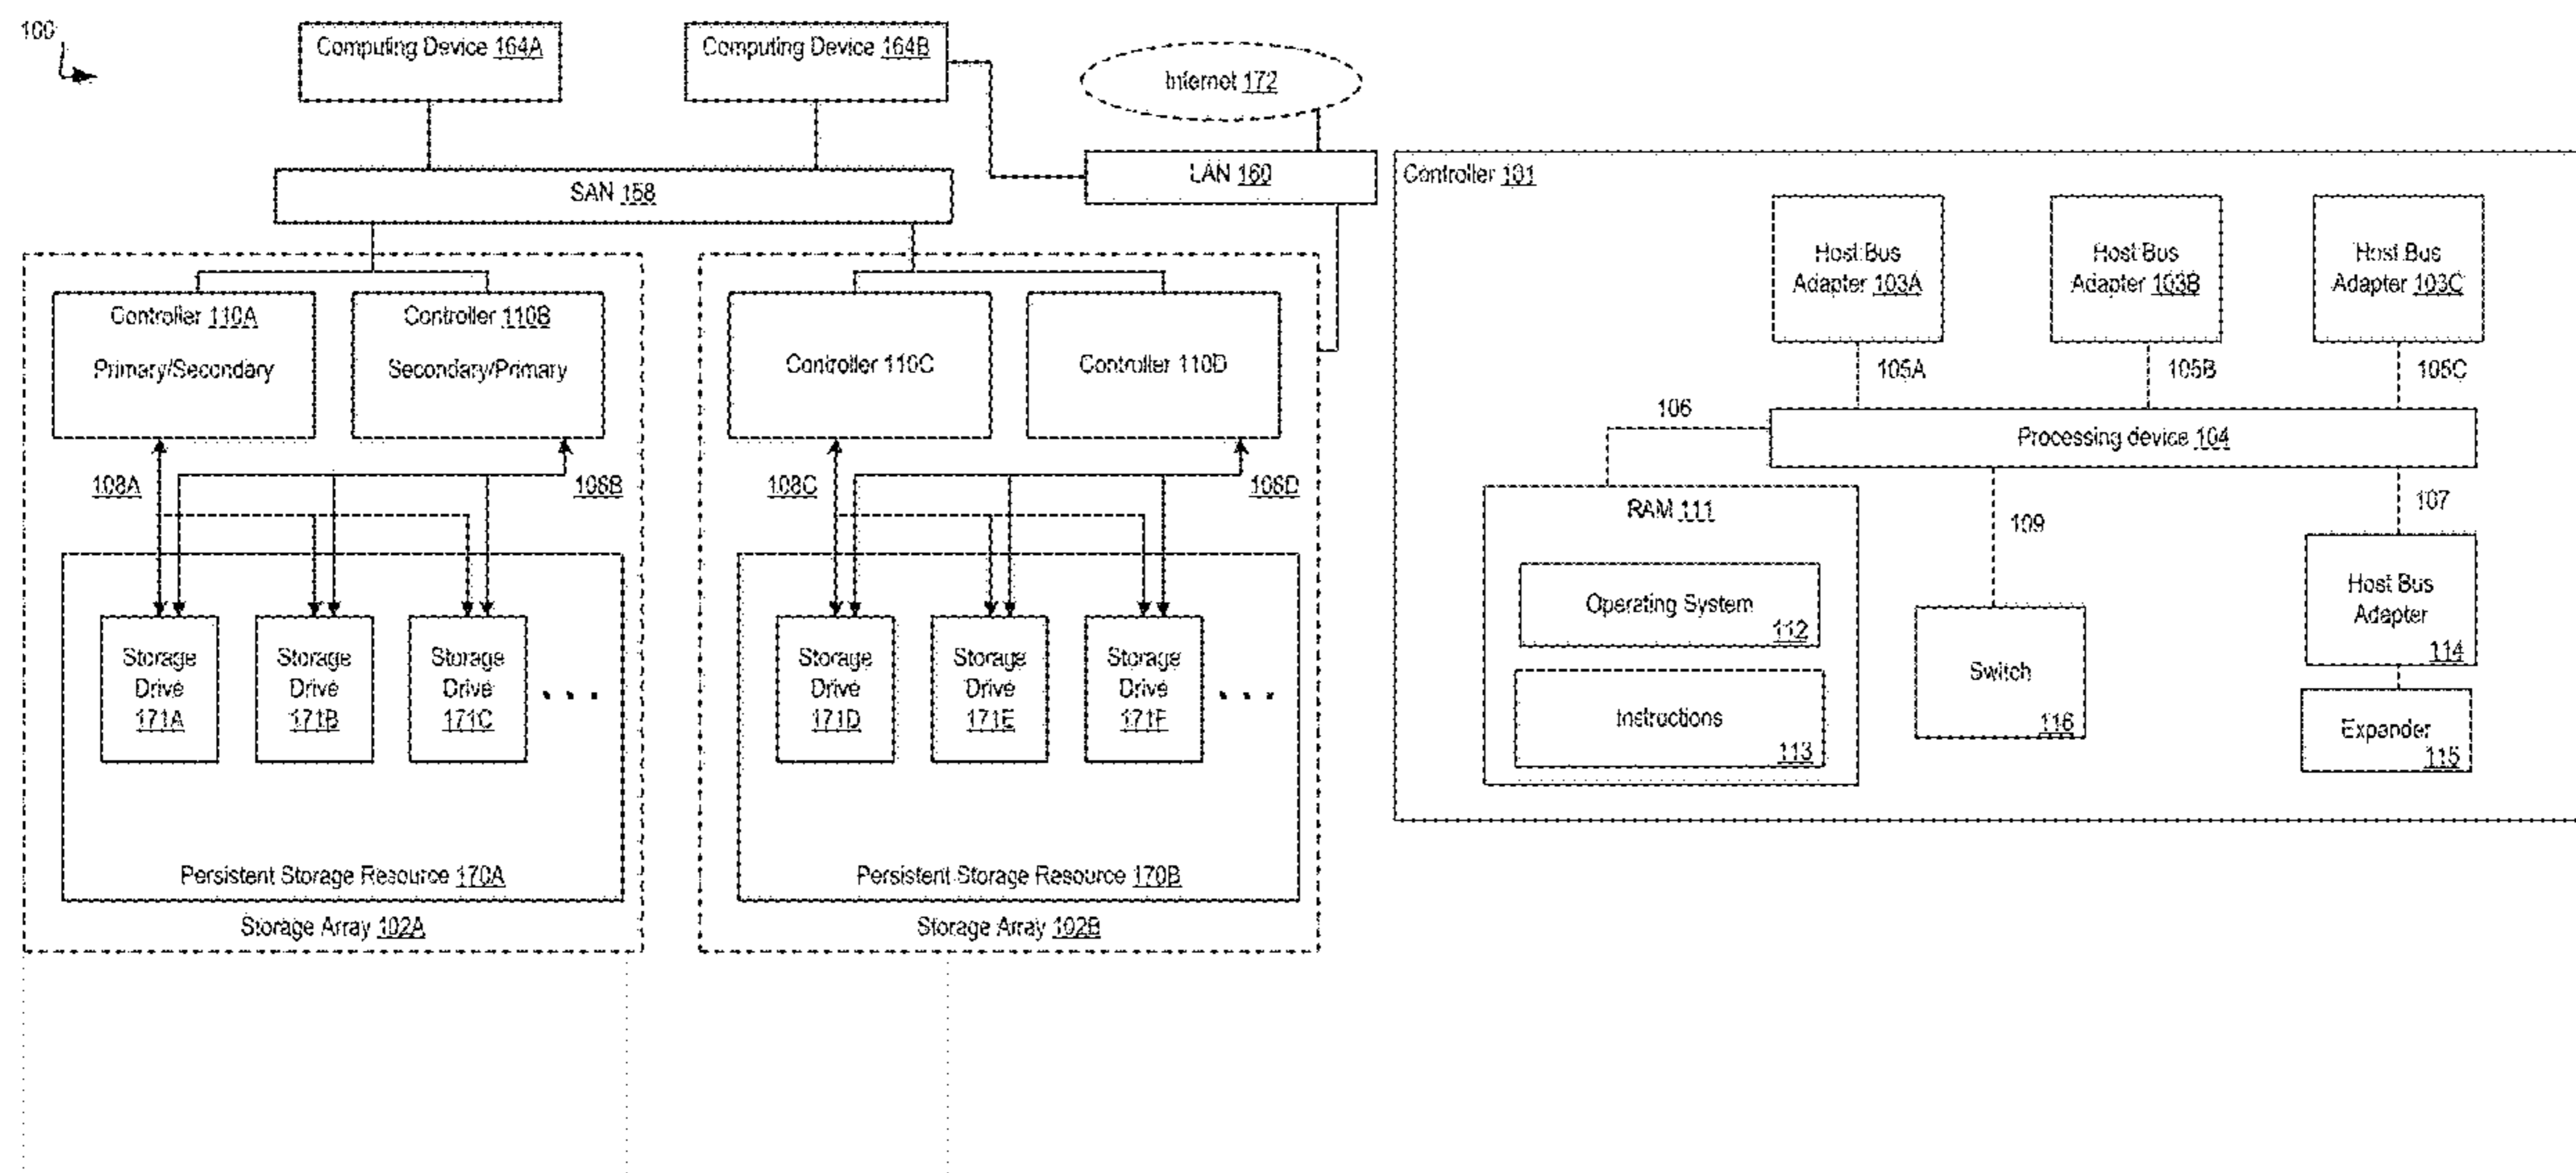 100
Computing Device 164A
Computing Device 164B
Internet 172
SAN 158
LAN 160
Controller 110A
Primary/Secondary
Controller 110B
Secondary/Primary
Controller 110C
Controller 110D
108A
108B
108C
108D
Storage
Drive
171A
Storage
Drive
171B
Storage
Drive
171C
...
Storage
Drive
171D
Storage
Drive
171E
Storage
Drive
171F
...
Persistent Storage Resource 170A
Persistent Storage Resource 170B
Storage Array 102A
Storage Array 102B
Controller 101
Host Bus
Adapter 103A
Host Bus
Adapter 103B
Host Bus
Adapter 103C
105A
105B
105C
106
Processing device 104
107
109
RAM 111
Operating System
112
Instructions
113
Switch
116
Host Bus
Adapter
114
Expander
115